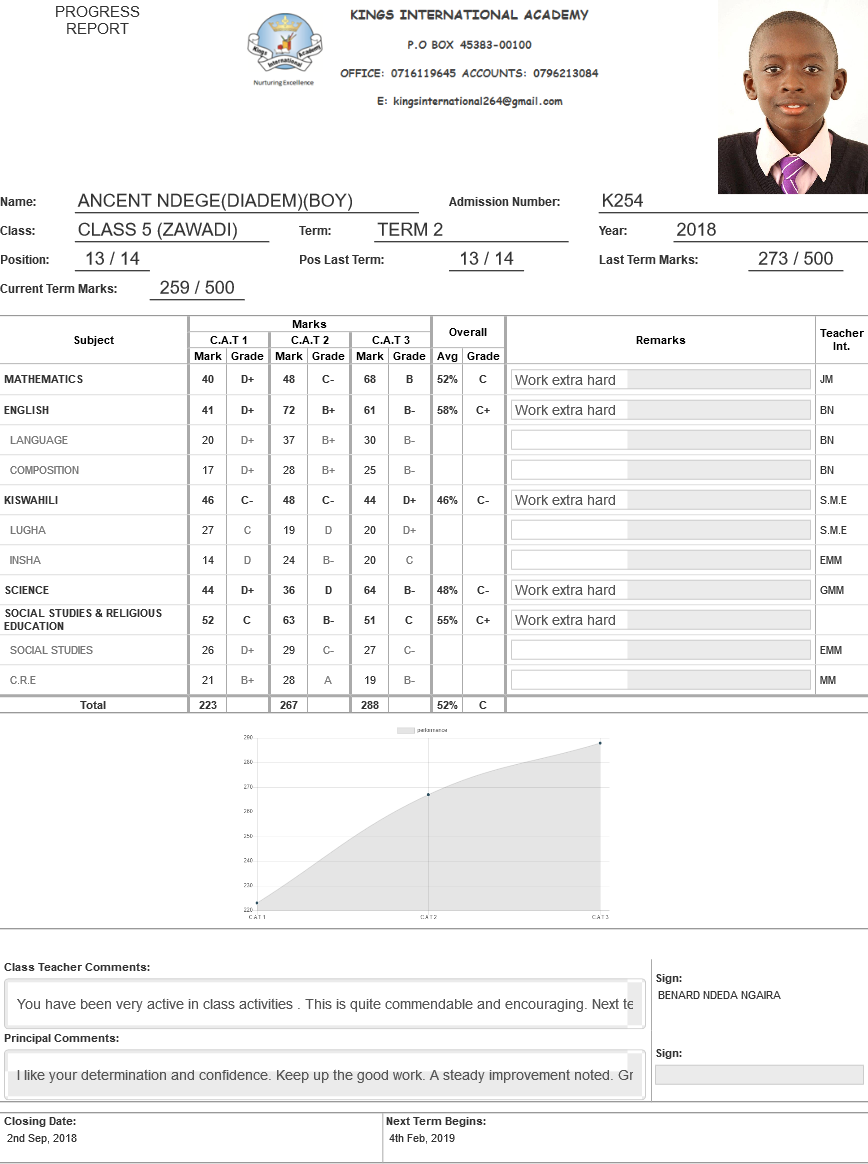 PROGRESS
REPORT
KINGS INTERNATIONAL ACADEMY
P.O BOX 45383-00100
OFFICE: 0716119645 ACCOUNTS: 0796213084
E: kingsinternational264@gmail.com
Kings International Academy
Nurturing Excellence
Name: ANCENT NDEGE(DIADEM)(BOY) Admission Number: K254
Class: CLASS 5 (ZAWADI) Term: TERM 2 Year: 2018
Position: 13 / 14 Pos Last Term: 13 / 14 Last Term Marks: 273 / 500
Current Term Marks: 259 / 500
Subject Marks Overall Remarks Teacher Int.
C.A.T 1 C.A.T 2 C.A.T 3
Mark Grade Mark Grade Mark Grade Avg Grade
MATHEMATICS 40 D+ 48 C- 68 B 52% C Work extra hard JM
ENGLISH 41 D+ 72 B+ 61 B- 58% C+ Work extra hard BN
LANGUAGE 20 D+ 37 B+ 30 B- BN
COMPOSITION 17 D+ 28 B+ 25 B- BN
KISWAHILI 46 C- 48 C- 44 D+ 46% C- Work extra hard S.M.E
LUGHA 27 C 19 D 20 D+ S.M.E
INSHA 14 D 24 B- 20 C EMM
SCIENCE 44 D+ 36 D 64 B- 48% C- Work extra hard GMM
SOCIAL STUDIES & RELIGIOUS
EDUCATION 52 C 63 B- 51 C 55% C+ Work extra hard
SOCIAL STUDIES 26 D+ 29 C- 27 C- EMM
C.R.E 21 B+ 28 A 19 B- MM
Total 223 267 288 52% C
performance
290
280
270
260
250
240
230
220
CAT1 CAT2 CAT3
Class Teacher Comments:
You have been very active in class activities . This is quite commendable and encouraging. Next te
Sign:
BENARD NDEDA NGAIRA
Principal Comments:
I like your determination and confidence. Keep up the good work. A steady improvement noted. Gr
Sign:
Closing Date: Next Term Begins:
2nd Sep, 2018 4th Feb, 2019